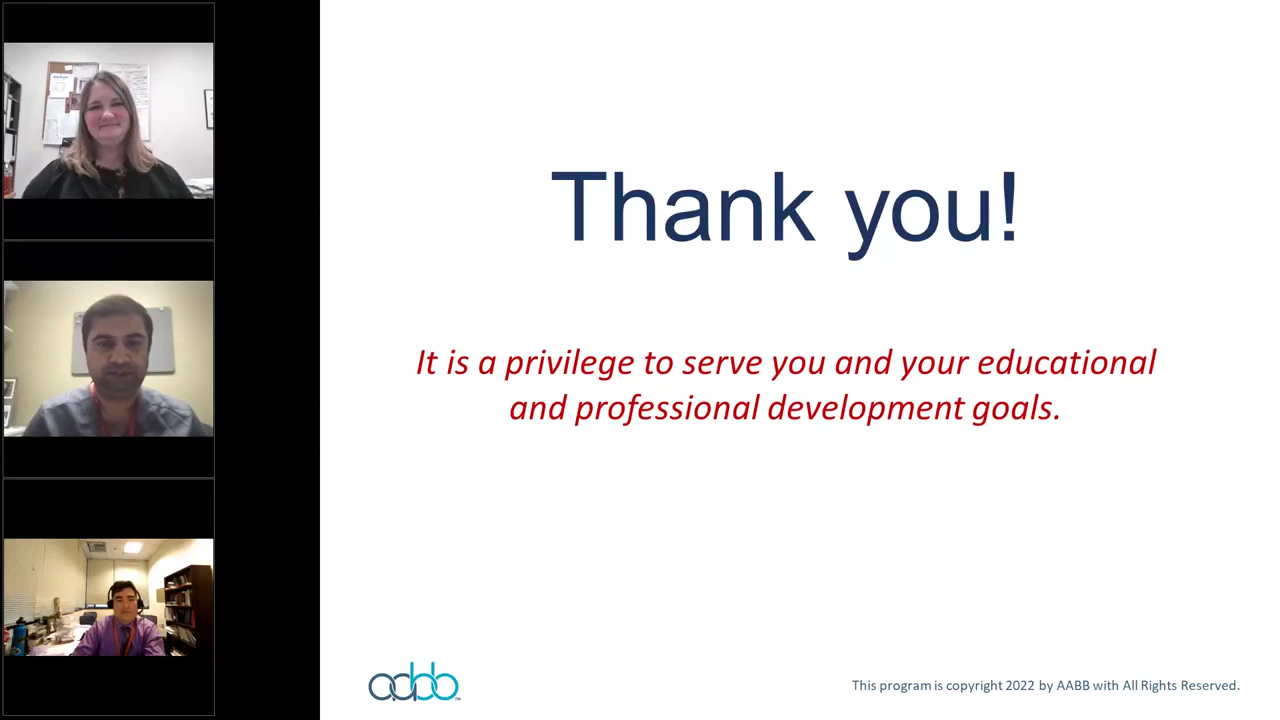 Thank you!
It is a privilege to serve you and your educational
and professional development goals.
aabb™
This program is copyright 2022 by AABB with All Rights Reserved.